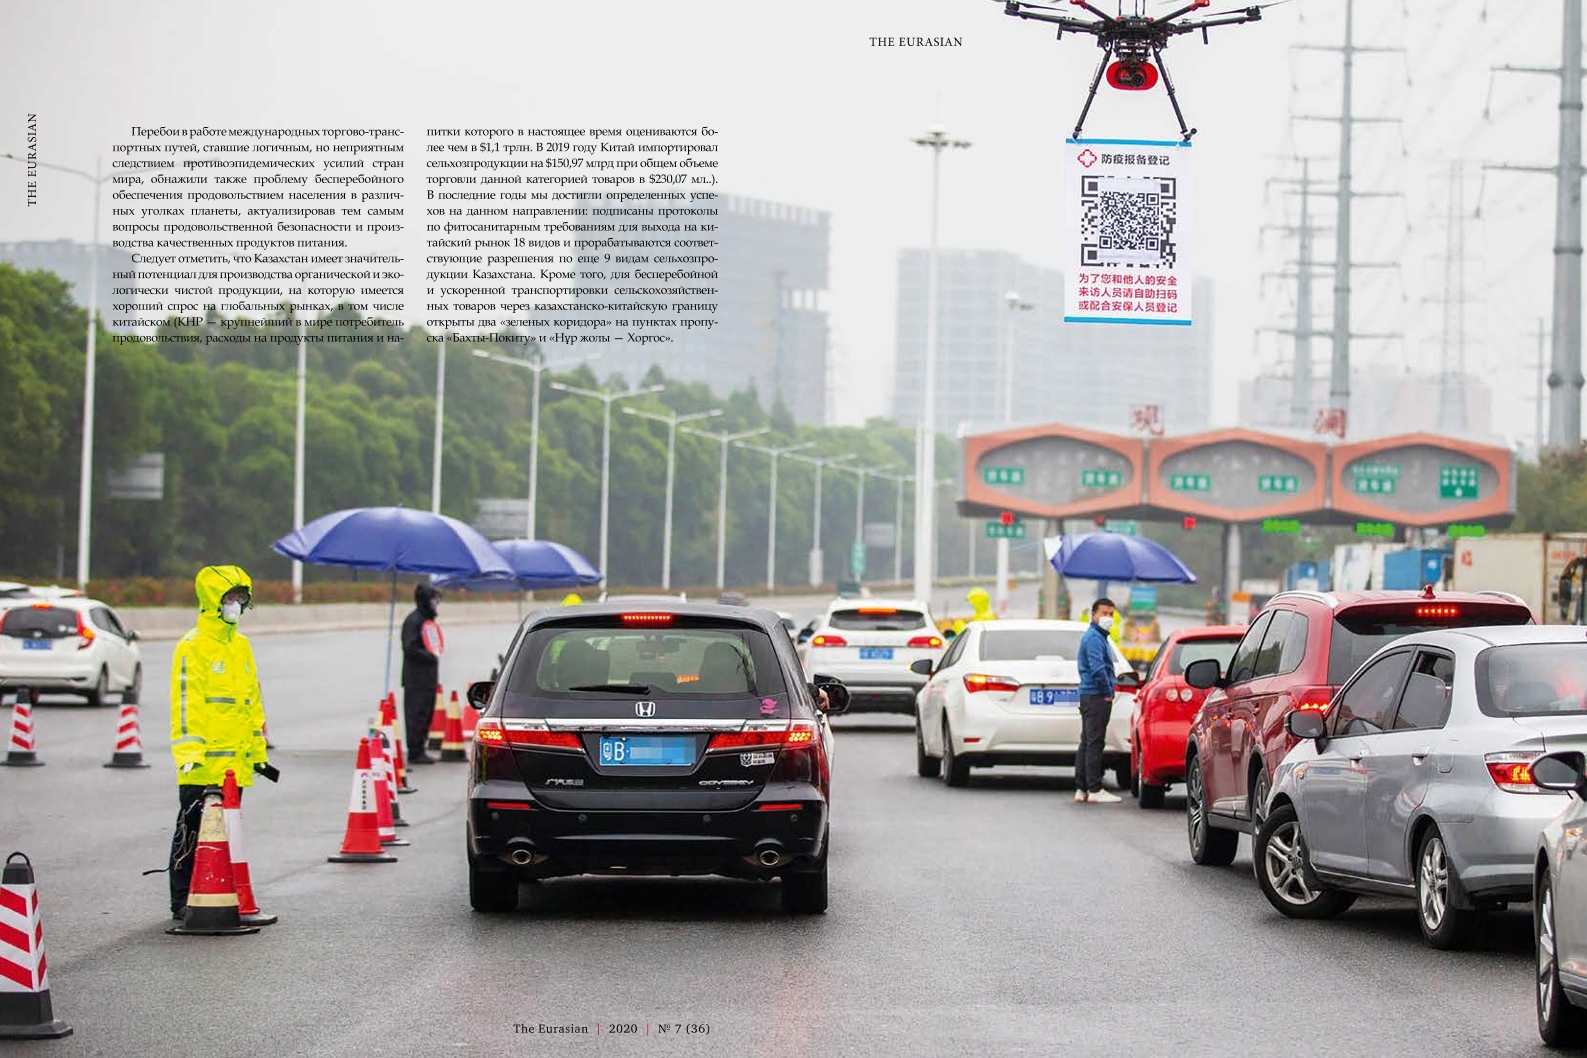 THE EURASIAN
THE EURASIAN
Перебои в работе международных торгово-транс-
портных путей, ставшие логичным, но неприятным
следствием противоэпидемических усилий стран
мира, обнажили также проблему бесперебойного
обеспечения продовольствием населения в различ-
ных уголках планеты, актуализировав тем самым
вопросы продовольственной безопасности и произ-
водства качественных продуктов питания.
Следует отметить, что Казахстан имеет значитель-
ный потенциал для производства органической и эко-
логически чистой продукции, на которую имеется
хороший спрос на глобальных рынках, в том числе
китайском (КНР — крупнейший в мире потребитель
продовольствия, расходы на продукты питания и на-
питки которого в настоящее время оцениваются бо-
лее чем в $1,1 трлн. В 2019 году Китай импортировал
сельхозпродукции на $150,97 млрд при общем объеме
торговли данной категорией товаров в $230,07 мл..).
В последние годы мы достигли определенных успе-
хов на данном направлении: подписаны протоколы
по фитосанитарным требованиям для выхода на ки-
тайский рынок 18 видов и прорабатываются соответ-
ствующие разрешения по еще 9 видам сельхозпро-
дукции Казахстана. Кроме того, для бесперебойной
и ускоренной транспортировки сельскохозяйствен-
ных товаров через казахстанско-китайскую границу
открыты два «зеленых коридора» на пунктах пропу-
ска «Бахты-Покиту» и «Нұр жолы — Хоргос».
防疫报备登记
为了您和他人的安全
来访人员请自助扫码
或配合安保人员登记
观 澜
粤B
ODYSSEY
The Eurasian | 2020 | № 7 (36)